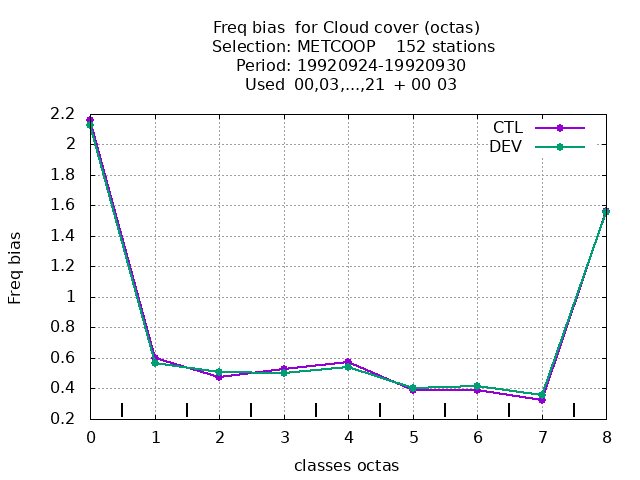 Freq bias  for Cloud cover (octas)
Selection: METCOOP    152 stations
Period: 19920924-19920930
Used  00,03,...,21  + 00 03
CTL
DEV
Freq bias
2.2
2
1.8
1.6
1.4
1.2
1
0.8
0.6
0.4
0.2
0 1 2 3 4 5 6 7 8
classes octas